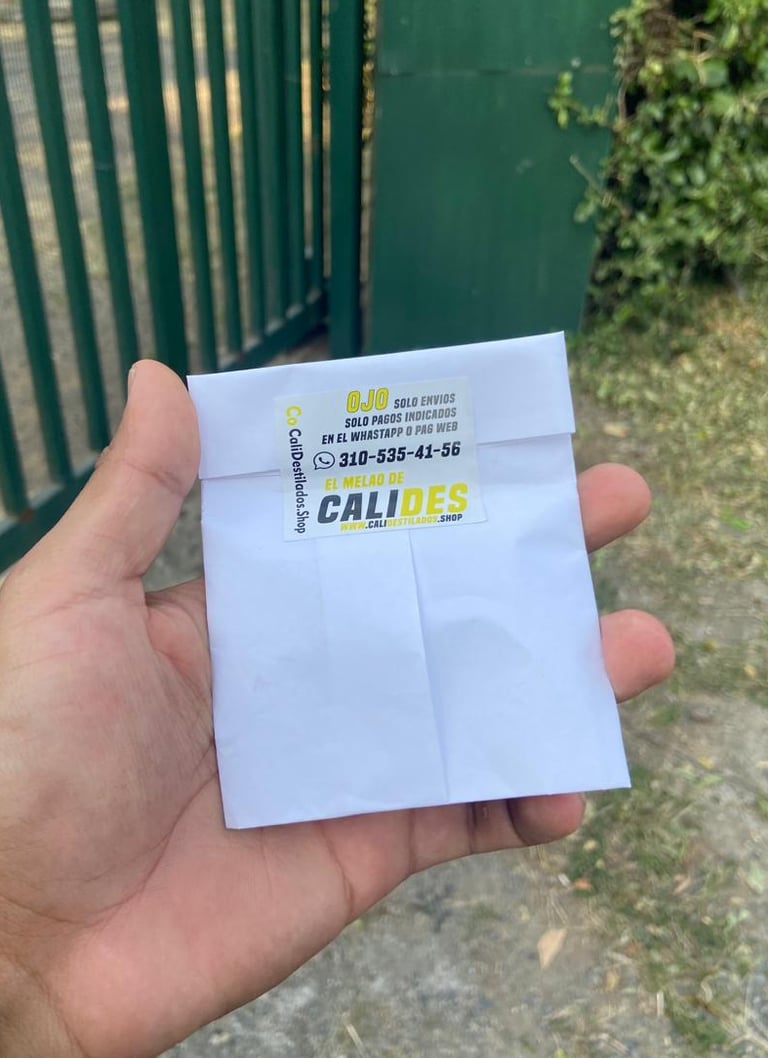 OJO SOLO ENVIOS
SOLO PAGOS INDICADOS
EN EL WHASTAPP O PAG WEB
310-535-41-56
EL MELAO DE
CALIDES
WWW.CALIDESTILADOS.SHOP
Co CaliDestilados.Shop